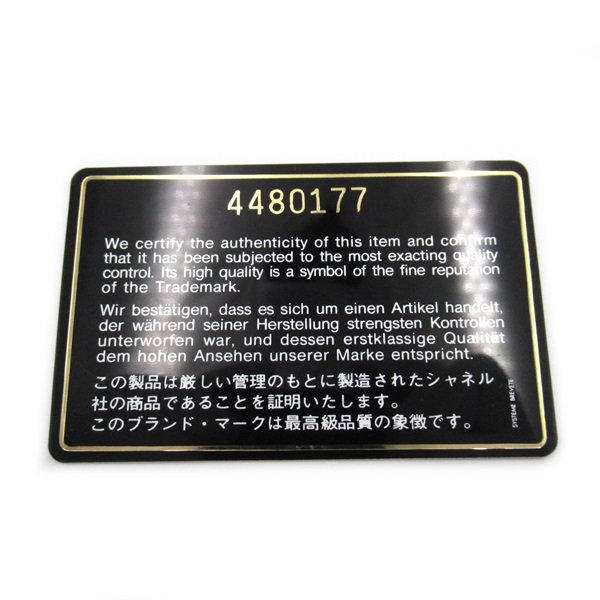 4480177
We certify the authenticity of this item and confirm
that it has been subjected to the most exacting quality
control. Its high quality is a symbol of the fine reputation
of the Trademark.
Wir bestätigen, dass es sich um einen Artikel handelt,
der während seiner Herstellung strengsten Kontrollen
unterworfen war, und dessen erstklassige Qualität
dem hohen Ansehen unserer Marke entspricht.
この製品は厳しい管理のもとに製造されたシャネル
社の商品であることを証明いたします。
このブランド・マークは最高級品質の象徴です。
SYSTEME BREVETE